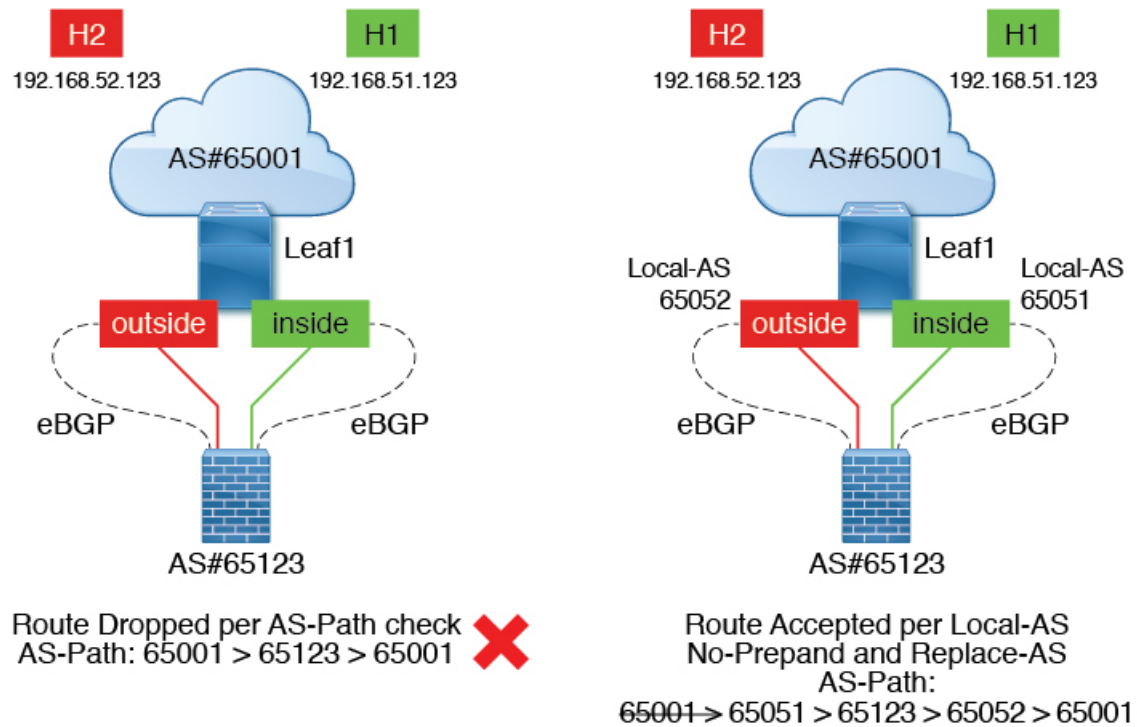 H2
H1
192.168.52.123
192.168.51.123
AS#65001
Leaf1
outside
inside
eBGP
eBGP
AS#65123
Route Dropped per AS-Path check
AS-Path: 65001 > 65123 > 65001
H2
H1
192.168.52.123
192.168.51.123
AS#65001
Leaf1
Local-AS
65052
Local-AS
65051
outside
inside
eBGP
eBGP
AS#65123
Route Accepted per Local-AS
No-Prepand and Replace-AS
AS-Path:
65001 > 65051 > 65123 > 65052 > 65001